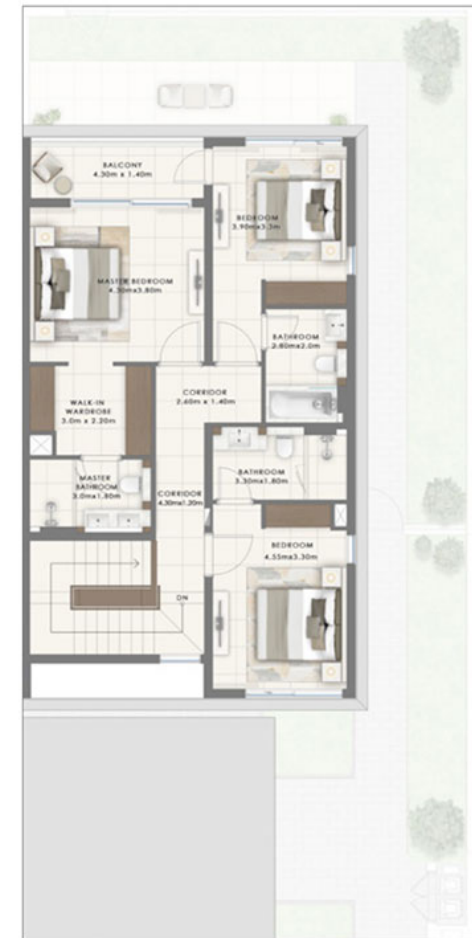 BALCONY
4.30m x 1.40m
BEDROOM
3.90mx3.3m
MASTER BEDROOM
4.30mx3.80m
BATHROOM
2.80mx2.0m
CORRIDOR
2.60m x 1.40m
WALK-IN
WARDROBE
3.0m x 2.20m
BATHROOM
3.30mx1.80m
MASTER
BATHROOM
3.0mx1.80m
CORRIDOR
4.30mx1.20m
BEDROOM
4.55mx3.30m
DN